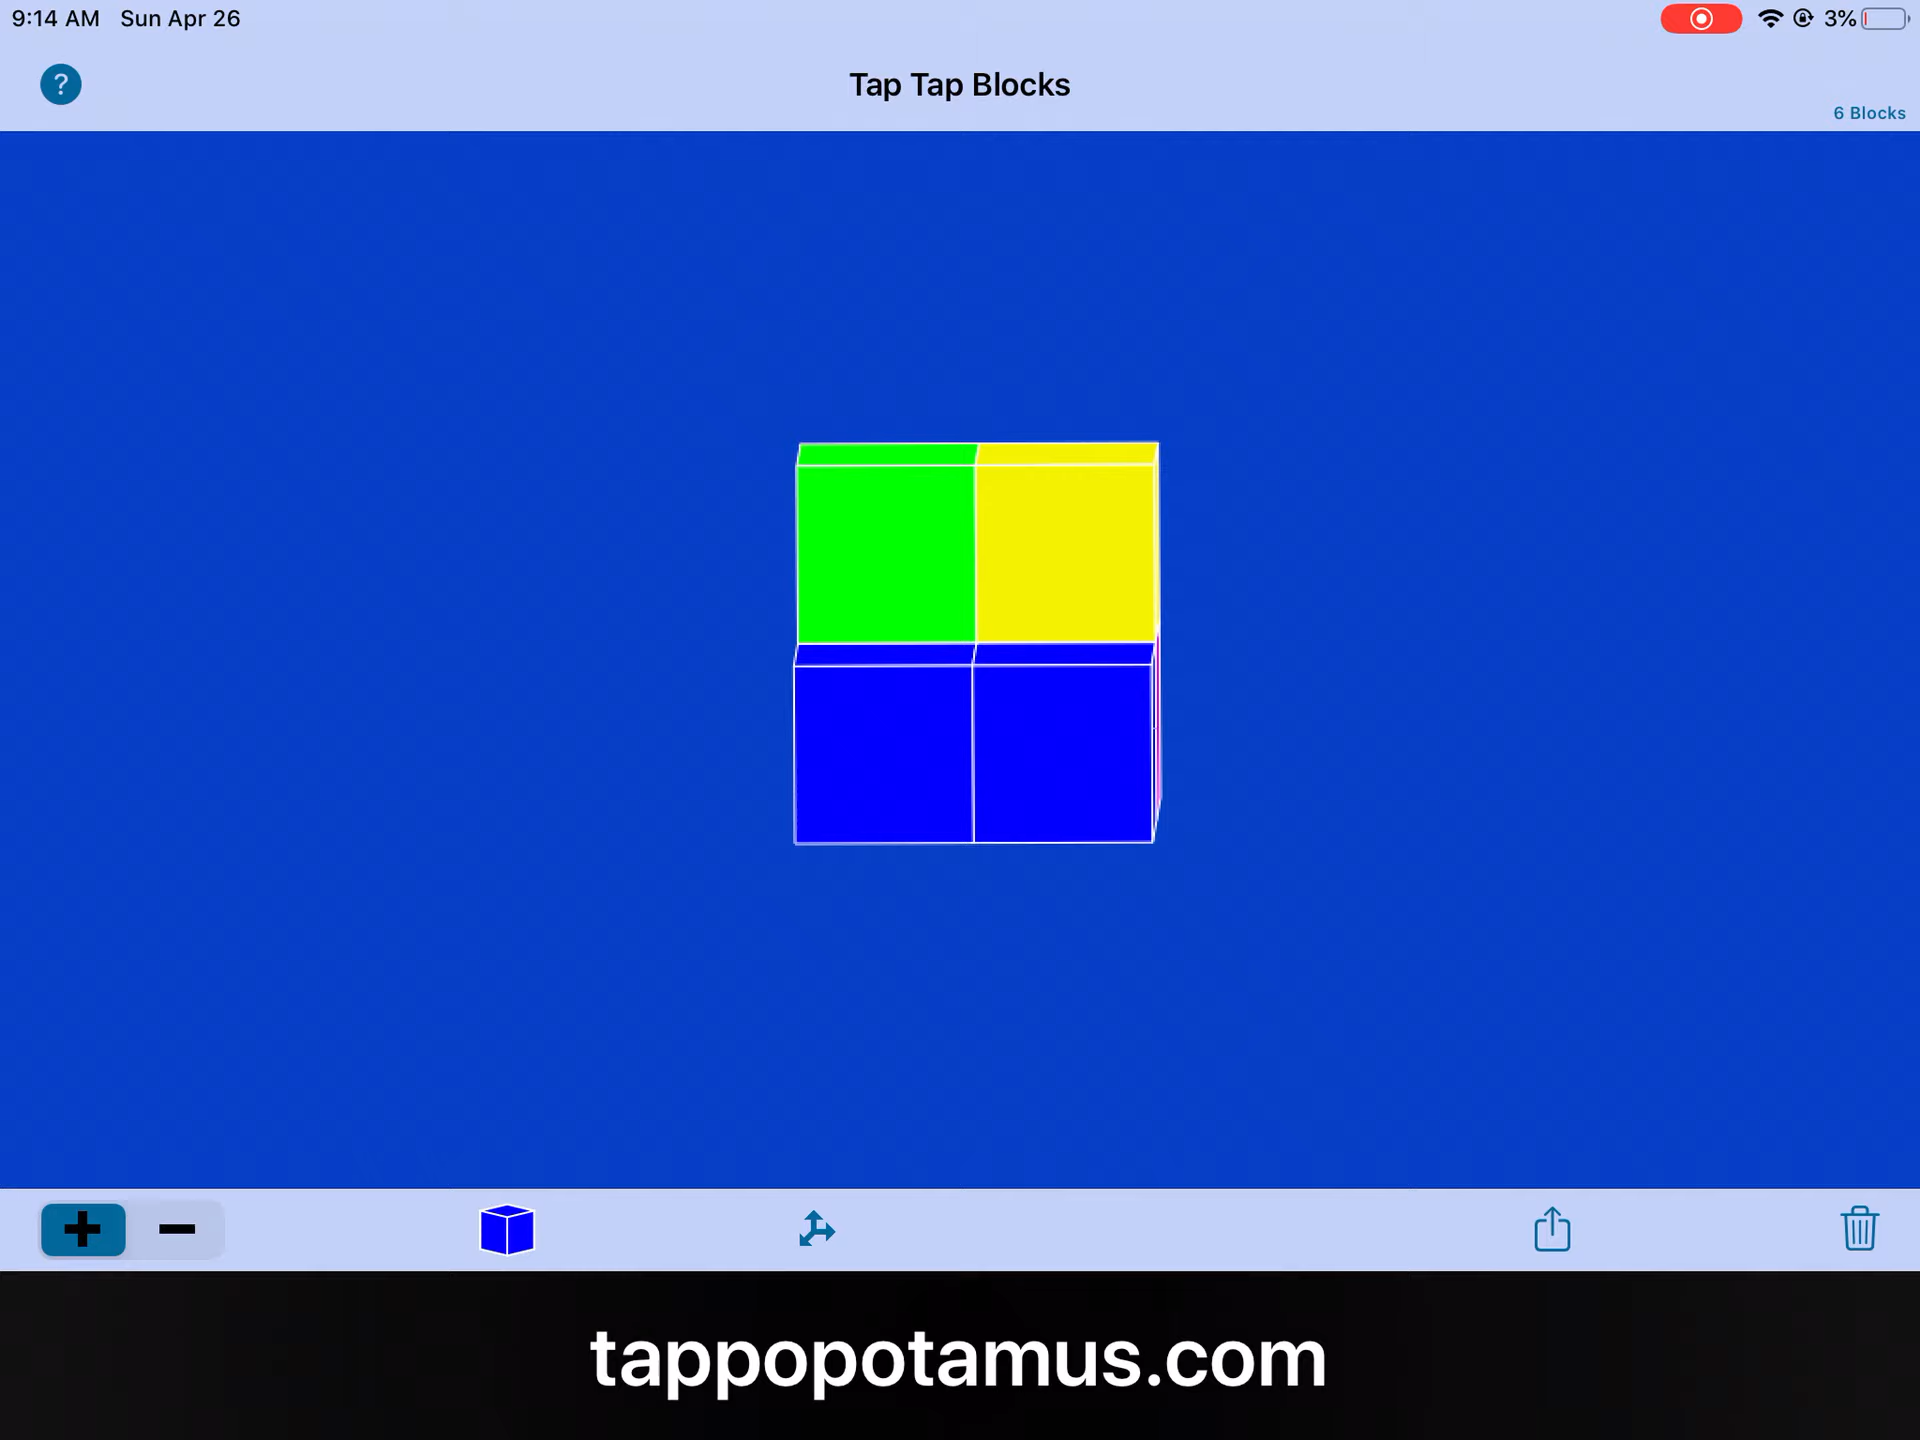 9:14 AM Sun Apr 26
3%
?
Tap Tap Blocks
6 Blocks
tappopotamus.com